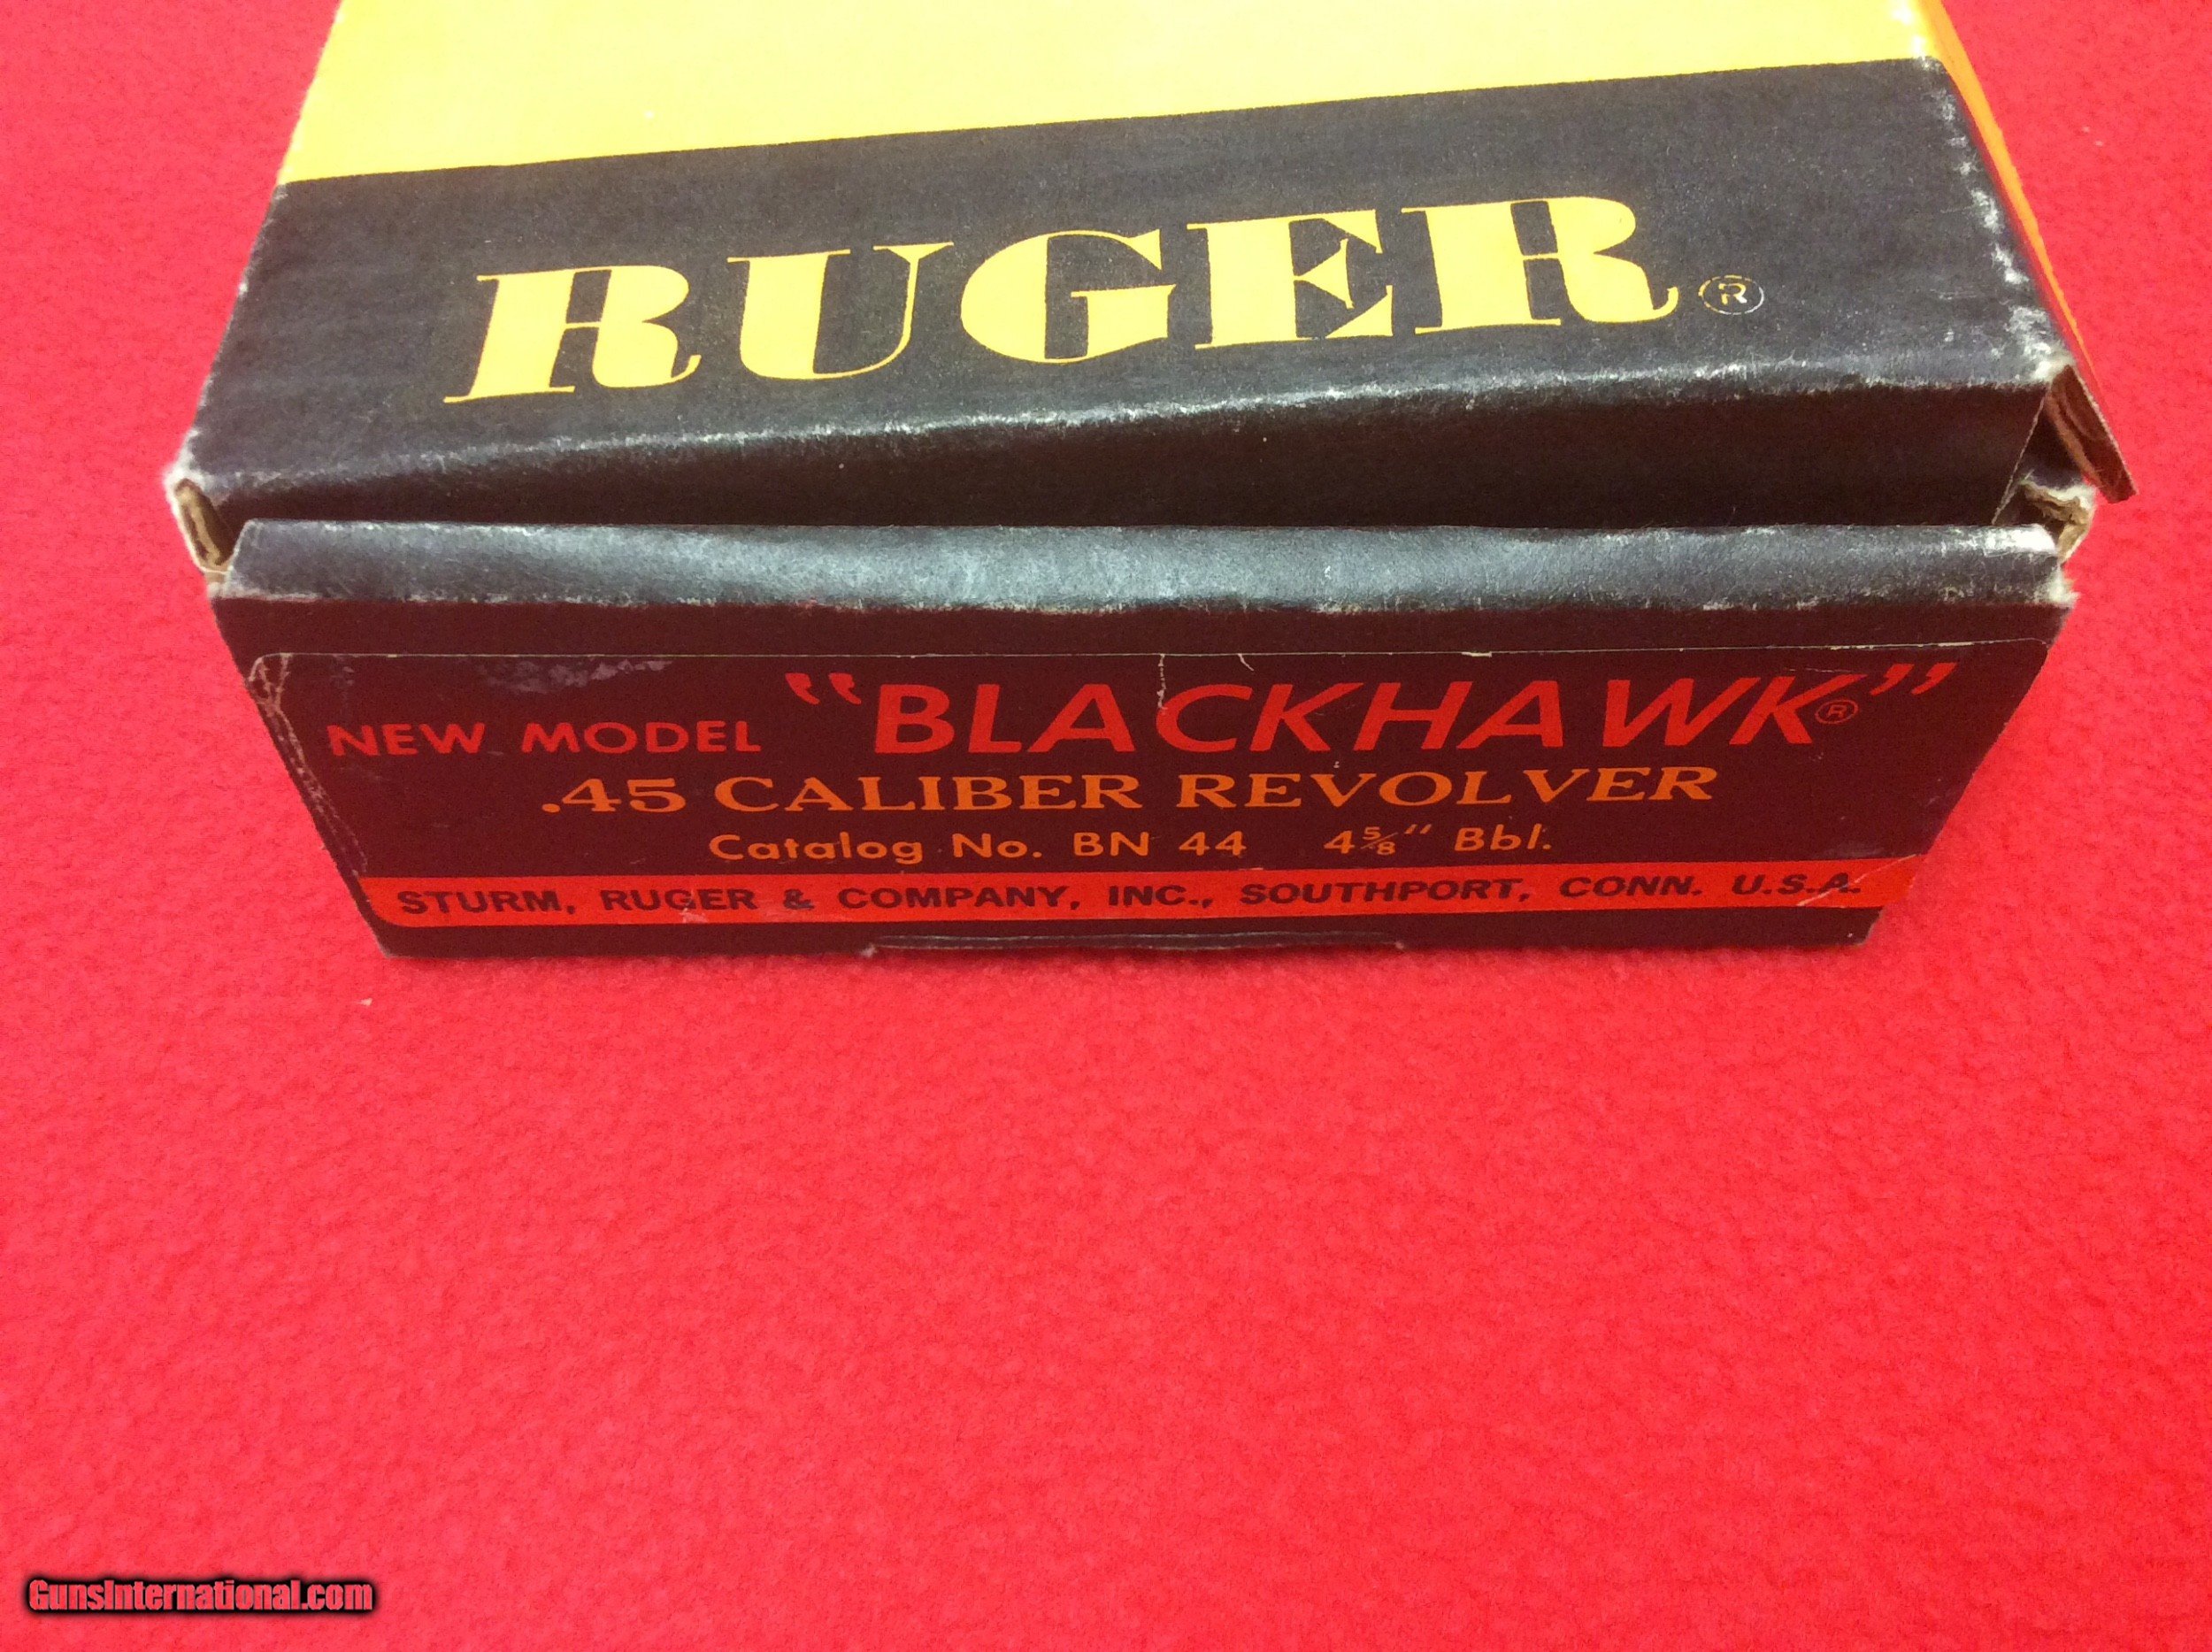 RUGER®
NEW MODEL "BLACKHAWK®"
.45 CALIBER REVOLVER
Catalog No. BN 44 4⅝" Bbl.
STURM, RUGER & COMPANY, INC., SOUTHPORT, CONN. U.S.A.
GunsInternational.com